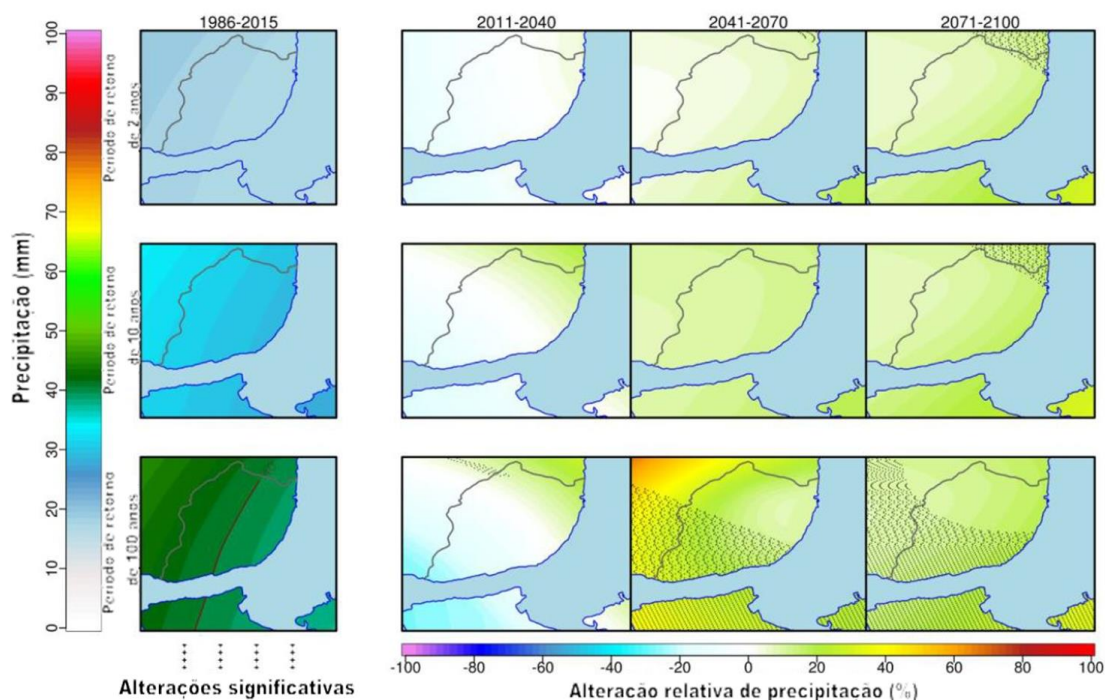 1986-2015
2011-2040
2041-2070
2071-2100
Precipitação (mm)
100
90
80
70
60
50
40
30
20
10
0
Período de retorno
de 2 anos
Período de retorno
de 10 anos
Período de retorno
de 100 anos
-100 -80 -60 -40 -20 0 20 40 60 80 100
Alterações significativas
Alteração relativa de precipitação (%)